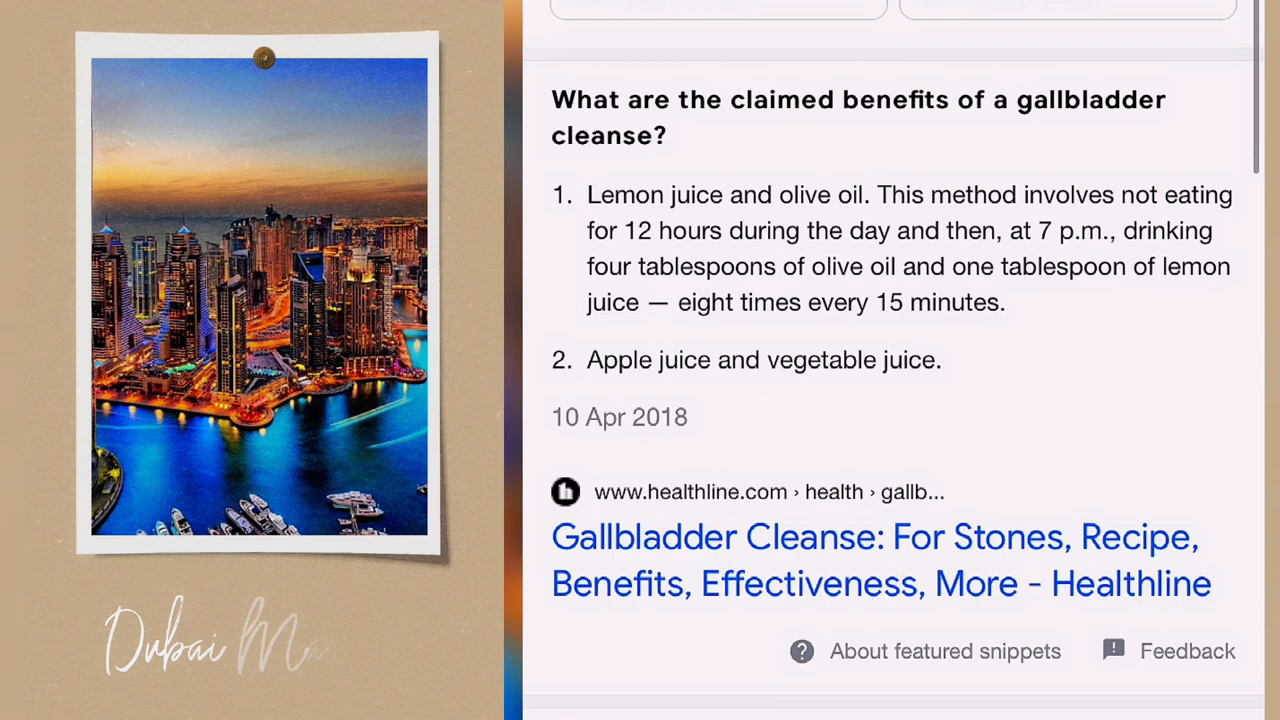 Dubai
What are the claimed benefits of a gallbladder
cleanse?
1. Lemon juice and olive oil. This method involves not eating
for 12 hours during the day and then, at 7 p.m., drinking
four tablespoons of olive oil and one tablespoon of lemon
juice — eight times every 15 minutes.
2. Apple juice and vegetable juice.
10 Apr 2018
www.healthline.com › health › gallb...
Gallbladder Cleanse: For Stones, Recipe,
Benefits, Effectiveness, More - Healthline
About featured snippets Feedback